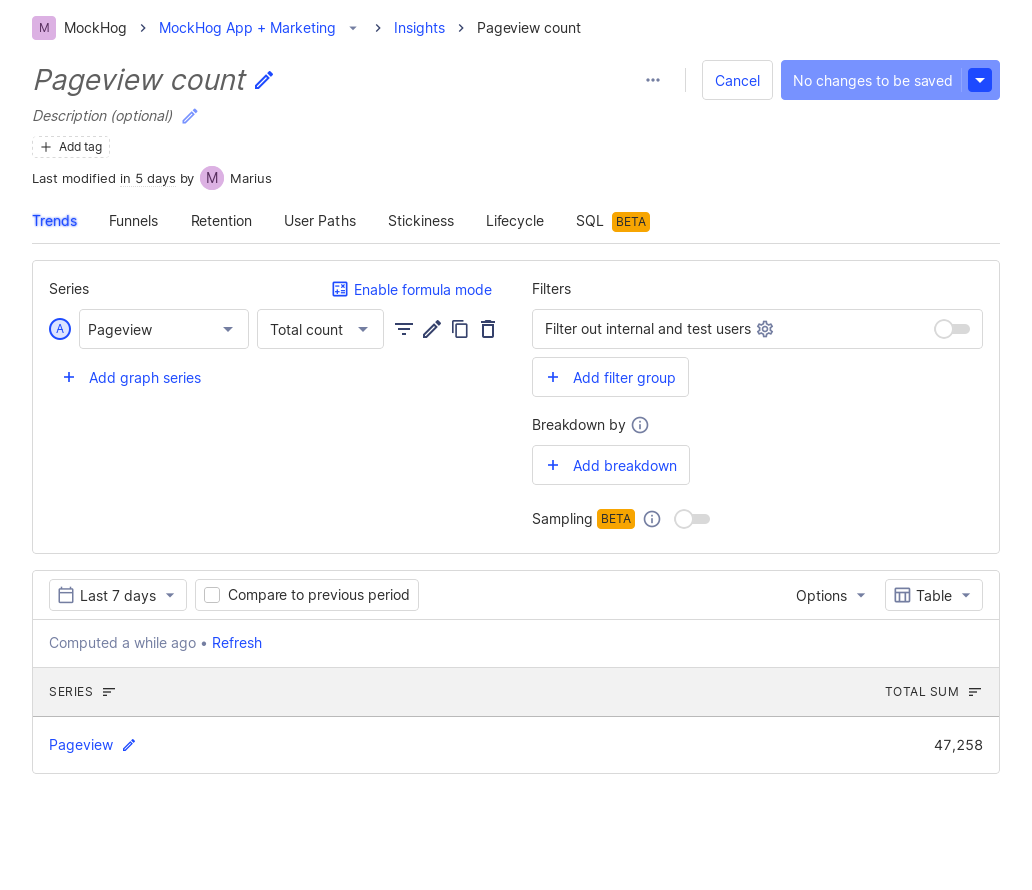 M MockHog MockHog App + Marketing Insights Pageview count
Pageview count
Cancel No changes to be saved
Description (optional)
Add tag
Last modified in 5 days by M Marius
Trends Funnels Retention User Paths Stickiness Lifecycle SQL BETA
Series Enable formula mode
A Pageview Total count
Add graph series
Filters
Filter out internal and test users
Add filter group
Breakdown by
Add breakdown
Sampling BETA
Last 7 days Compare to previous period Options Table
Computed a while ago • Refresh
SERIES TOTAL SUM
Pageview 47,258